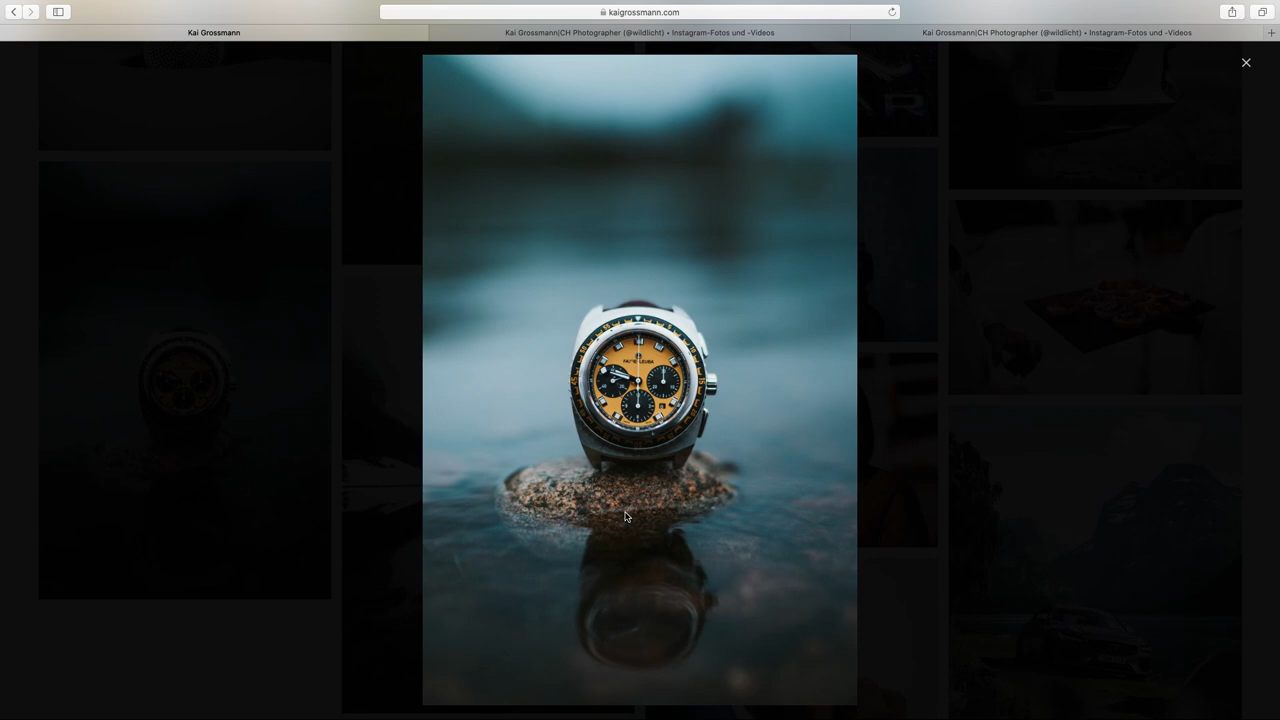 kaigrossmann.com
Kai Grossmann
Kai Grossmann|CH Photographer (@wildlicht) • Instagram-Fotos und -Videos
Kai Grossmann|CH Photographer (@wildlicht) • Instagram-Fotos und -Videos